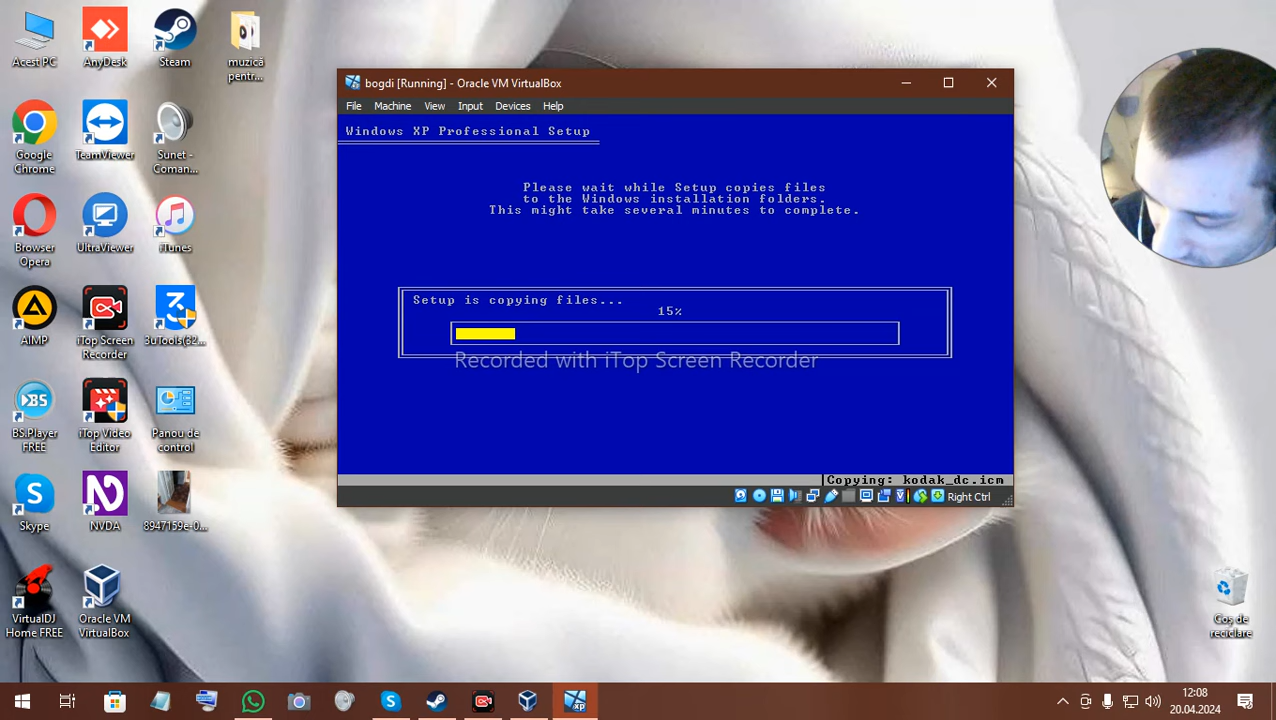 Acest PC
AnyDesk
Steam
muzică
pentr...
Google
Chrome
TeamViewer
Sunet -
Coman...
Browser
Opera
UltraViewer
iTunes
AIMP
iTop Screen
Recorder
3uTools(32...
BS.Player
FREE
iTop Video
Editor
Panou de
control
Skype
NVDA
8947159e-0...
VirtualDJ
Home FREE
Oracle VM
VirtualBox
bogdi [Running] - Oracle VM VirtualBox
File Machine View Input Devices Help
Windows XP Professional Setup
Please wait while Setup copies files
to the Windows installation folders.
This might take several minutes to complete.
Setup is copying files...
15%
Recorded with iTop Screen Recorder
Copying: kodak_dc.icm
Right Ctrl
Coș de
reciclare
12:08
20.04.2024